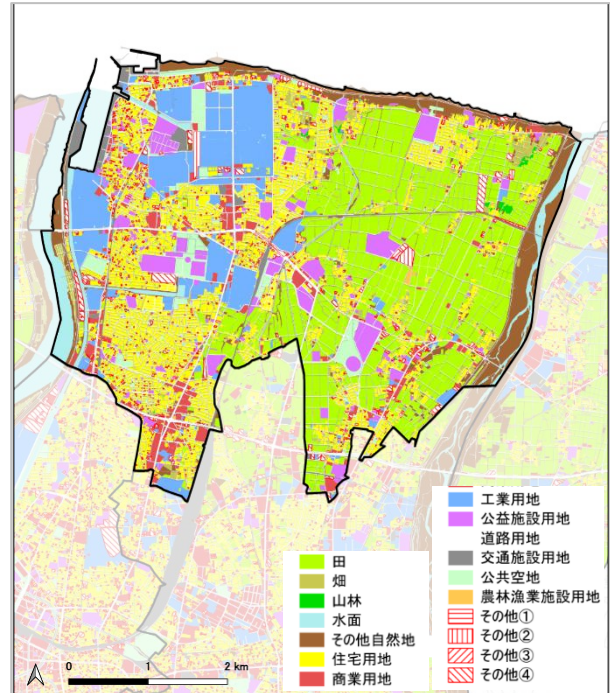 田
畑
山林
水面
その他自然地
住宅用地
商業用地
工業用地
公益施設用地
道路用地
交通施設用地
公共空地
農林漁業施設用地
その他①
その他②
その他③
その他④
0 1 2 km